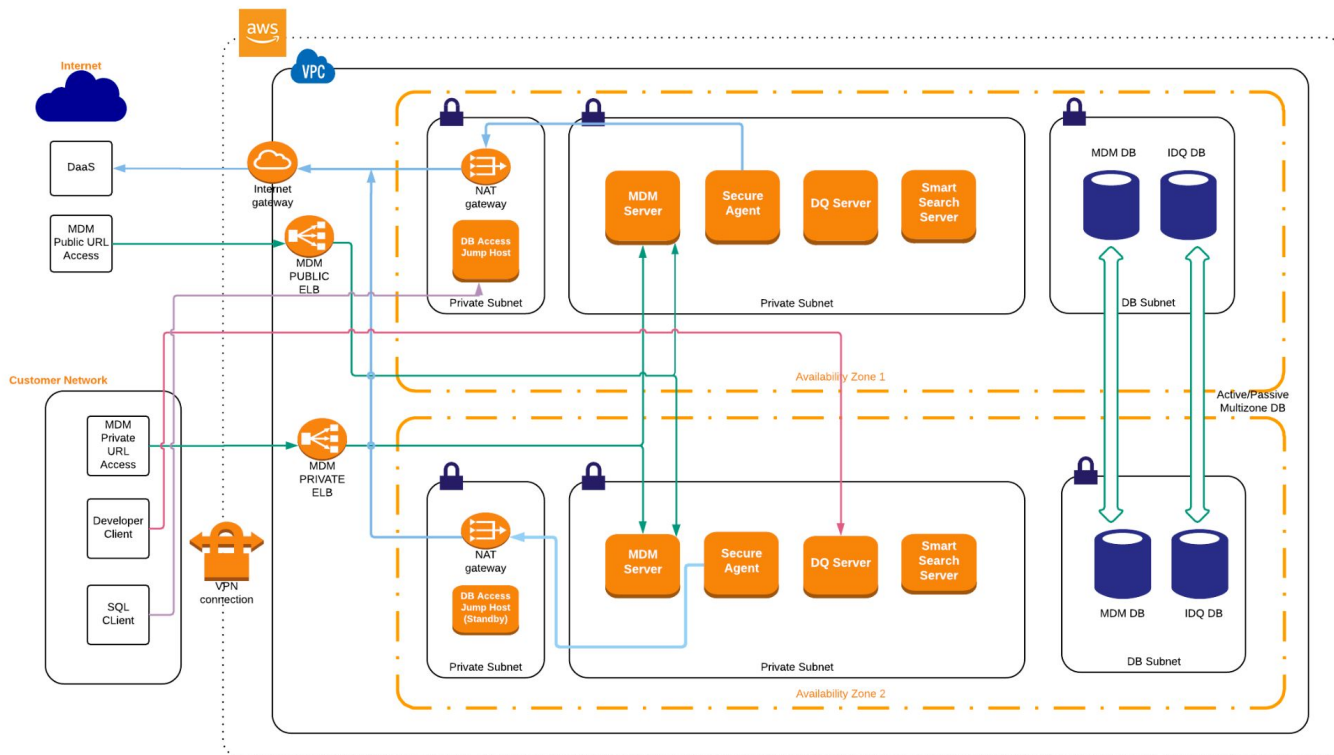 aws
VPC
Internet
DaaS
MDM
Public URL
Access
Internet
gateway
MDM
PUBLIC
ELB
NAT
gateway
DB Access
Jump Host
Private Subnet
MDM
Server
Secure
Agent
DQ Server
Smart
Search
Server
Private Subnet
MDM DB
IDQ DB
DB Subnet
Availability Zone 1
Active/Passive
Multizone DB
Customer Network
MDM
Private
URL
Access
Developer
Client
SQL
CLient
VPN
connection
MDM
PRIVATE
ELB
NAT
gateway
DB Access
Jump Host
(Standby)
Private Subnet
MDM
Server
Secure
Agent
DQ Server
Smart
Search
Server
Private Subnet
MDM DB
IDQ DB
DB Subnet
Availability Zone 2